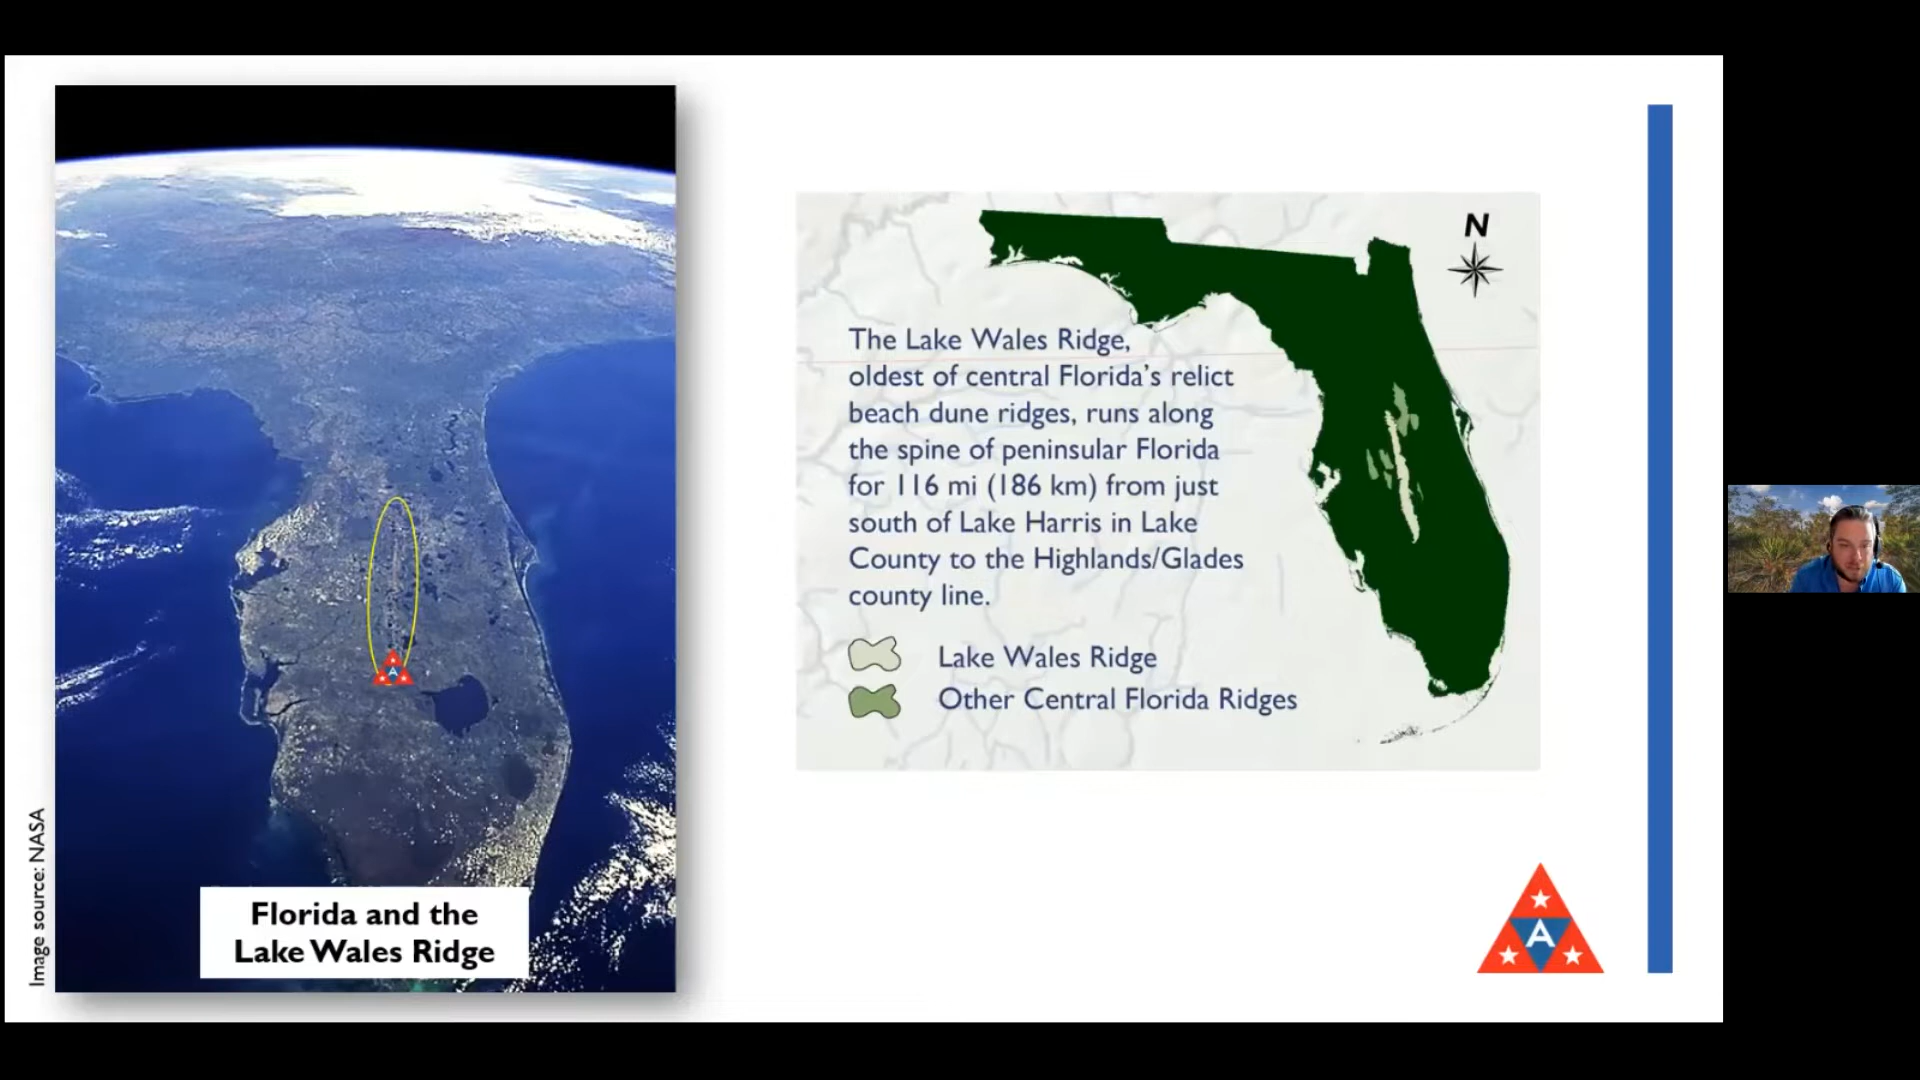 Image source: NASA
Florida and the
Lake Wales Ridge
A
N
The Lake Wales Ridge,
oldest of central Florida's relict
beach dune ridges, runs along
the spine of peninsular Florida
for 116 mi (186 km) from just
south of Lake Harris in Lake
County to the Highlands/Glades
county line.
Lake Wales Ridge
Other Central Florida Ridges
A